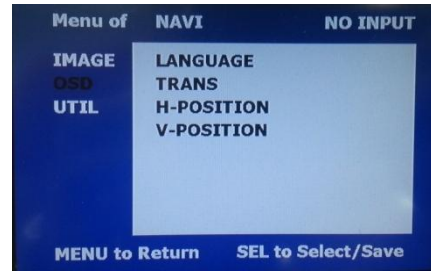 Menu of NAVI NO INPUT
IMAGE LANGUAGE
OSD TRANS
UTIL H-POSITION
V-POSITION
MENU to Return SEL to Select/Save